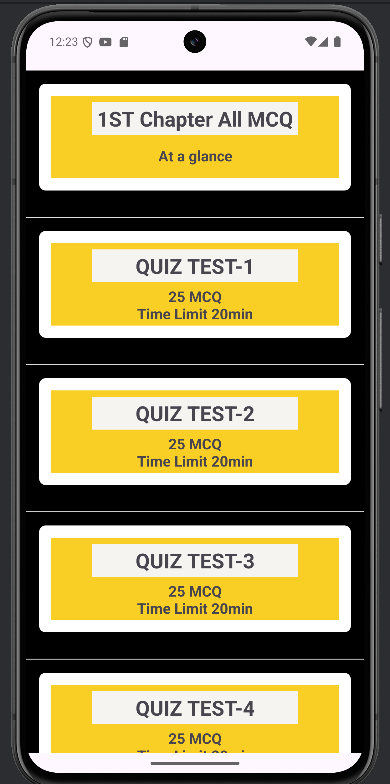 12:23
1ST Chapter All MCQ
At a glance
QUIZ TEST-1
25 MCQ
Time Limit 20min
QUIZ TEST-2
25 MCQ
Time Limit 20min
QUIZ TEST-3
25 MCQ
Time Limit 20min
QUIZ TEST-4
25 MCQ